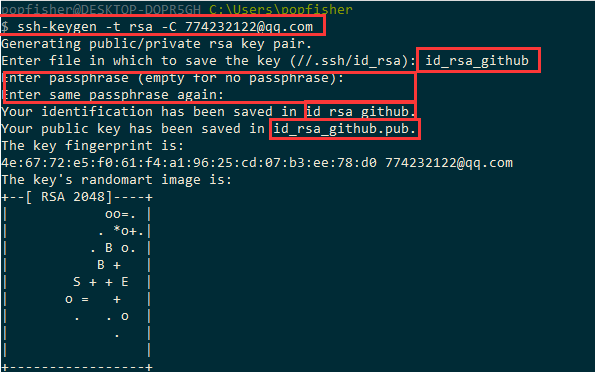 popfisher@DESKTOP-DOPR5GH C:\Users\popfisher
$ ssh-keygen -t rsa -C 774232122@qq.com
Generating public/private rsa key pair.
Enter file in which to save the key (//.ssh/id_rsa): id_rsa_github
Enter passphrase (empty for no passphrase):
Enter same passphrase again:
Your identification has been saved in id_rsa_github.
Your public key has been saved in id_rsa_github.pub.
The key fingerprint is:
4e:67:72:e5:f0:61:f4:a1:96:25:cd:07:b3:ee:78:d0 774232122@qq.com
The key's randomart image is:
+--[ RSA 2048]----+
|             oo=. |
|            . *o+.|
|           . B o. |
|            B +   |
|         S + + E  |
|        o =   +   |
|         .   . o  |
|              .   |
|                  |
+-----------------+